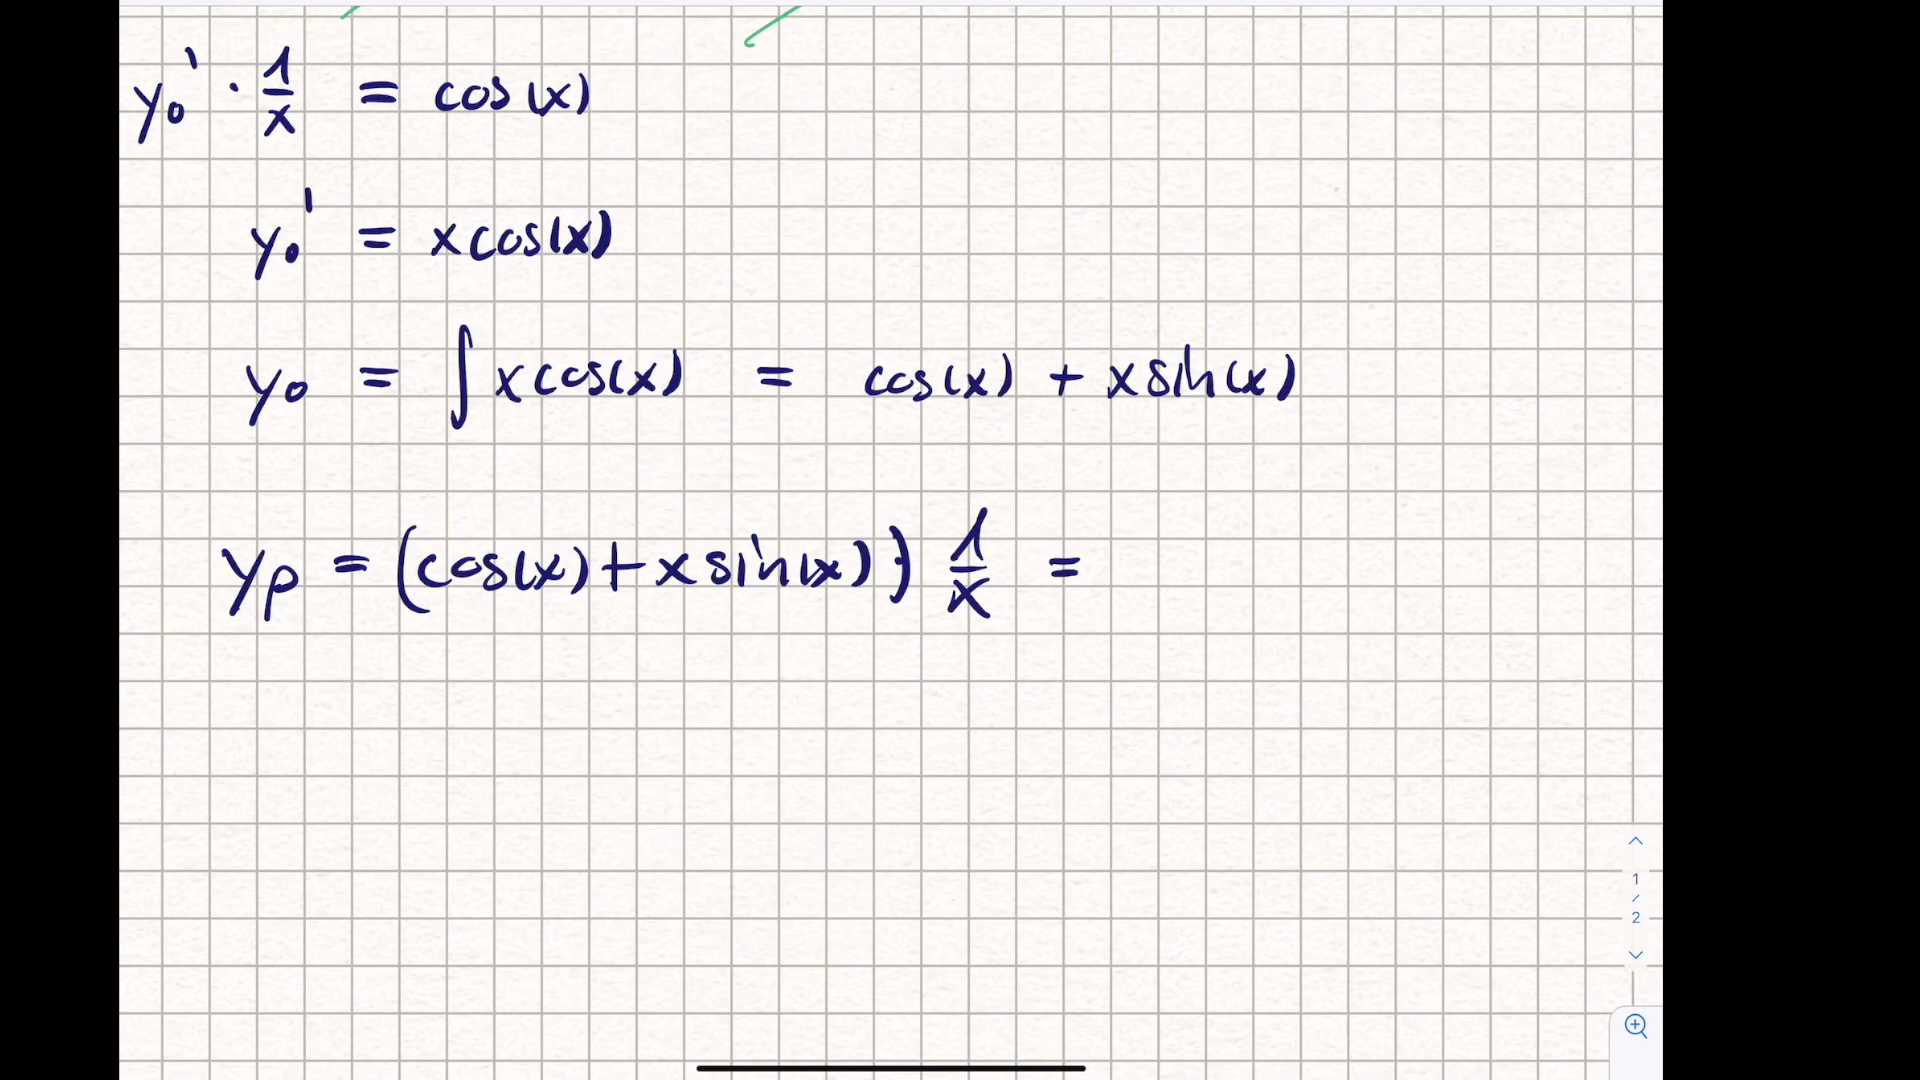 y₀' · 1/x = cos(x)
y₀' = x cos(x)
y₀ = ∫ x cos(x) = cos(x) + x sin(x)
yp = (cos(x) + x sin(x)) · 1/x =
1
/
2